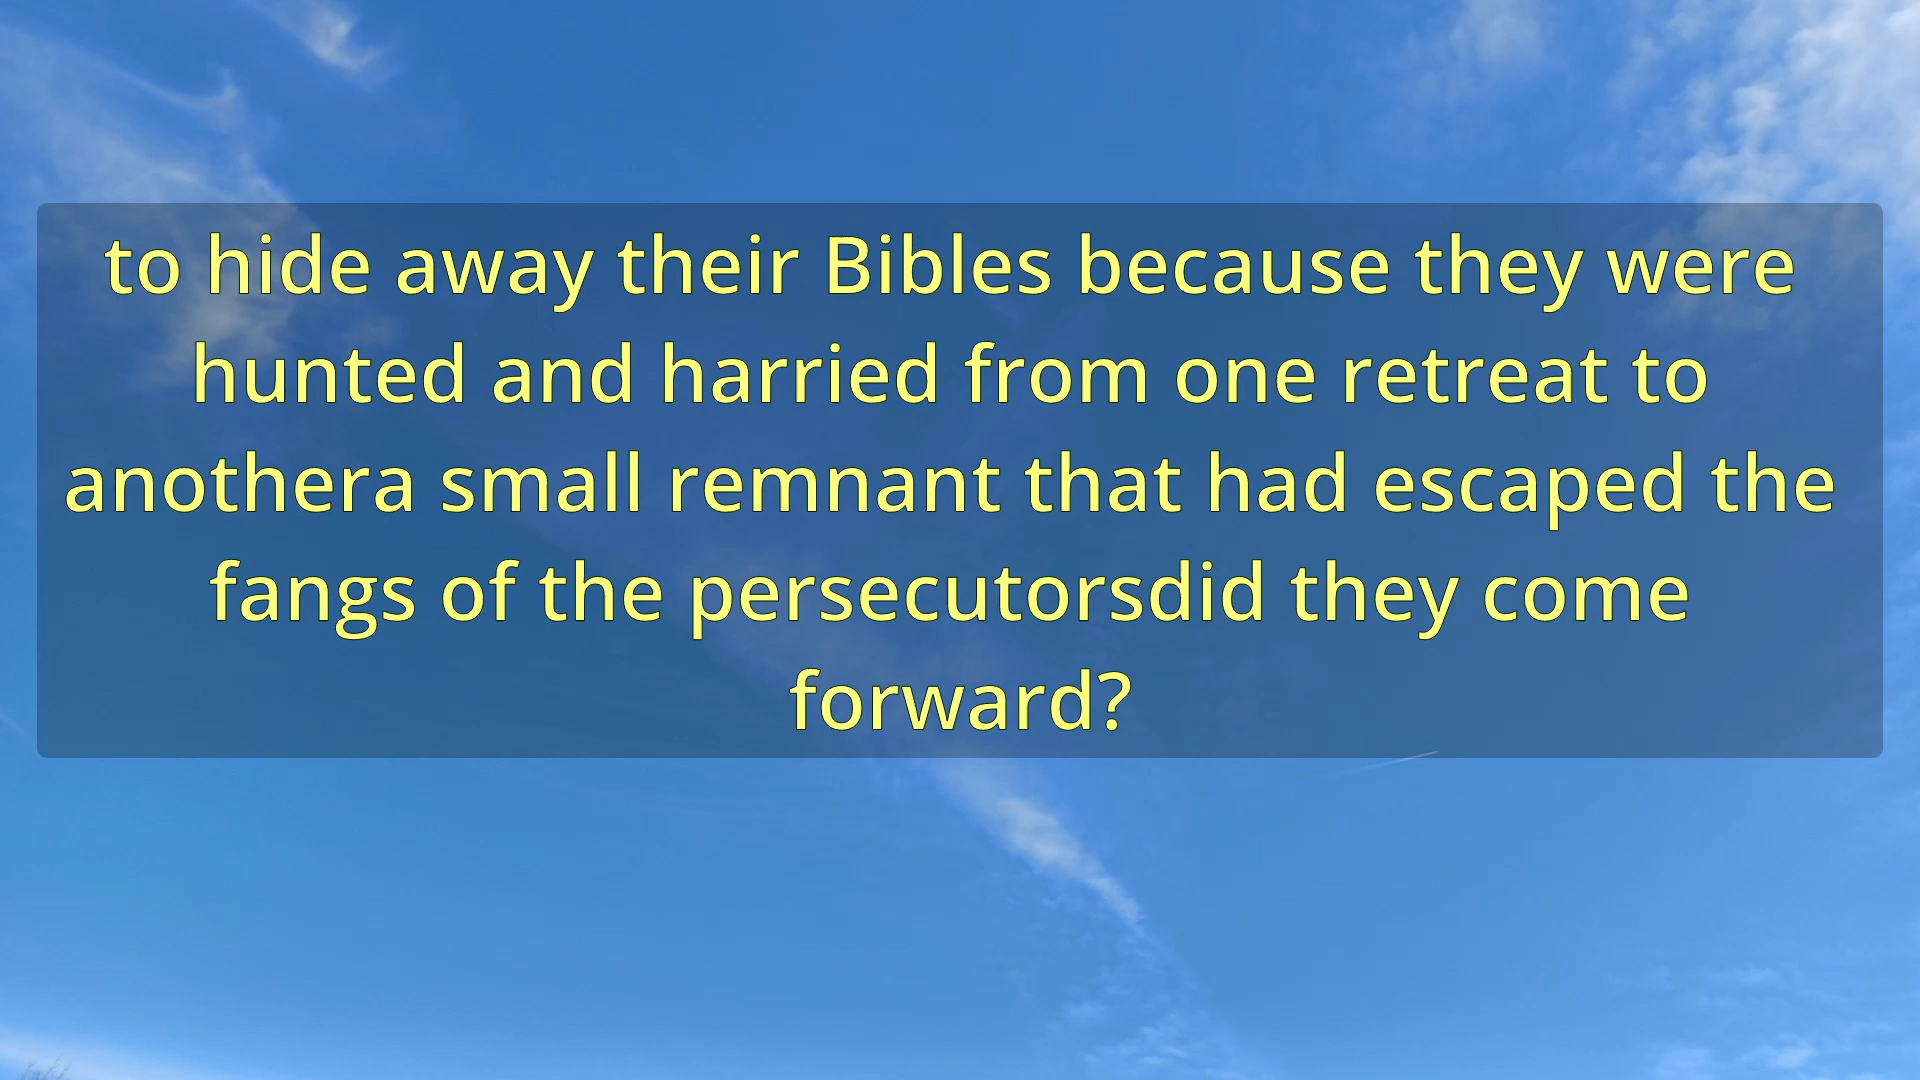 to hide away their Bibles because they were
hunted and harried from one retreat to
anothera small remnant that had escaped the
fangs of the persecutorsdid they come
forward?